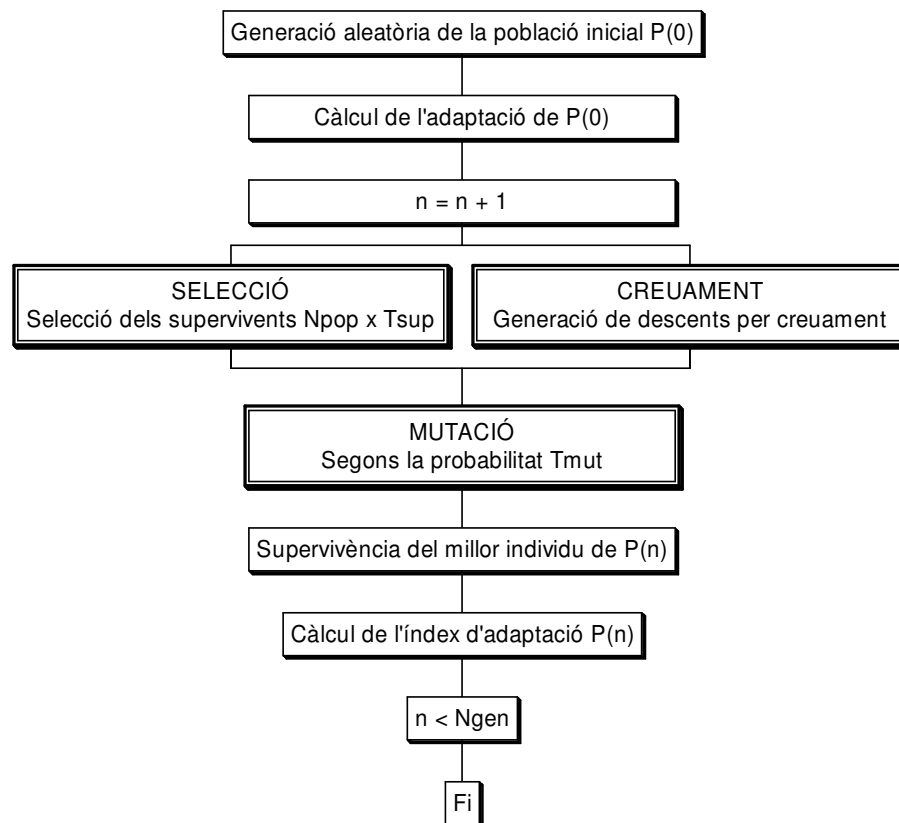 Generació aleatòria de la població inicial P(0)
Càlcul de l'adaptació de P(0)
n = n + 1
SELECCIÓ
Selecció dels supervivents Npop x Tsup
CREUAMENT
Generació de descents per creuament
MUTACIÓ
Segons la probabilitat Tmut
Supervivència del millor individu de P(n)
Càlcul de l'índex d'adaptació P(n)
n < Ngen
Fi